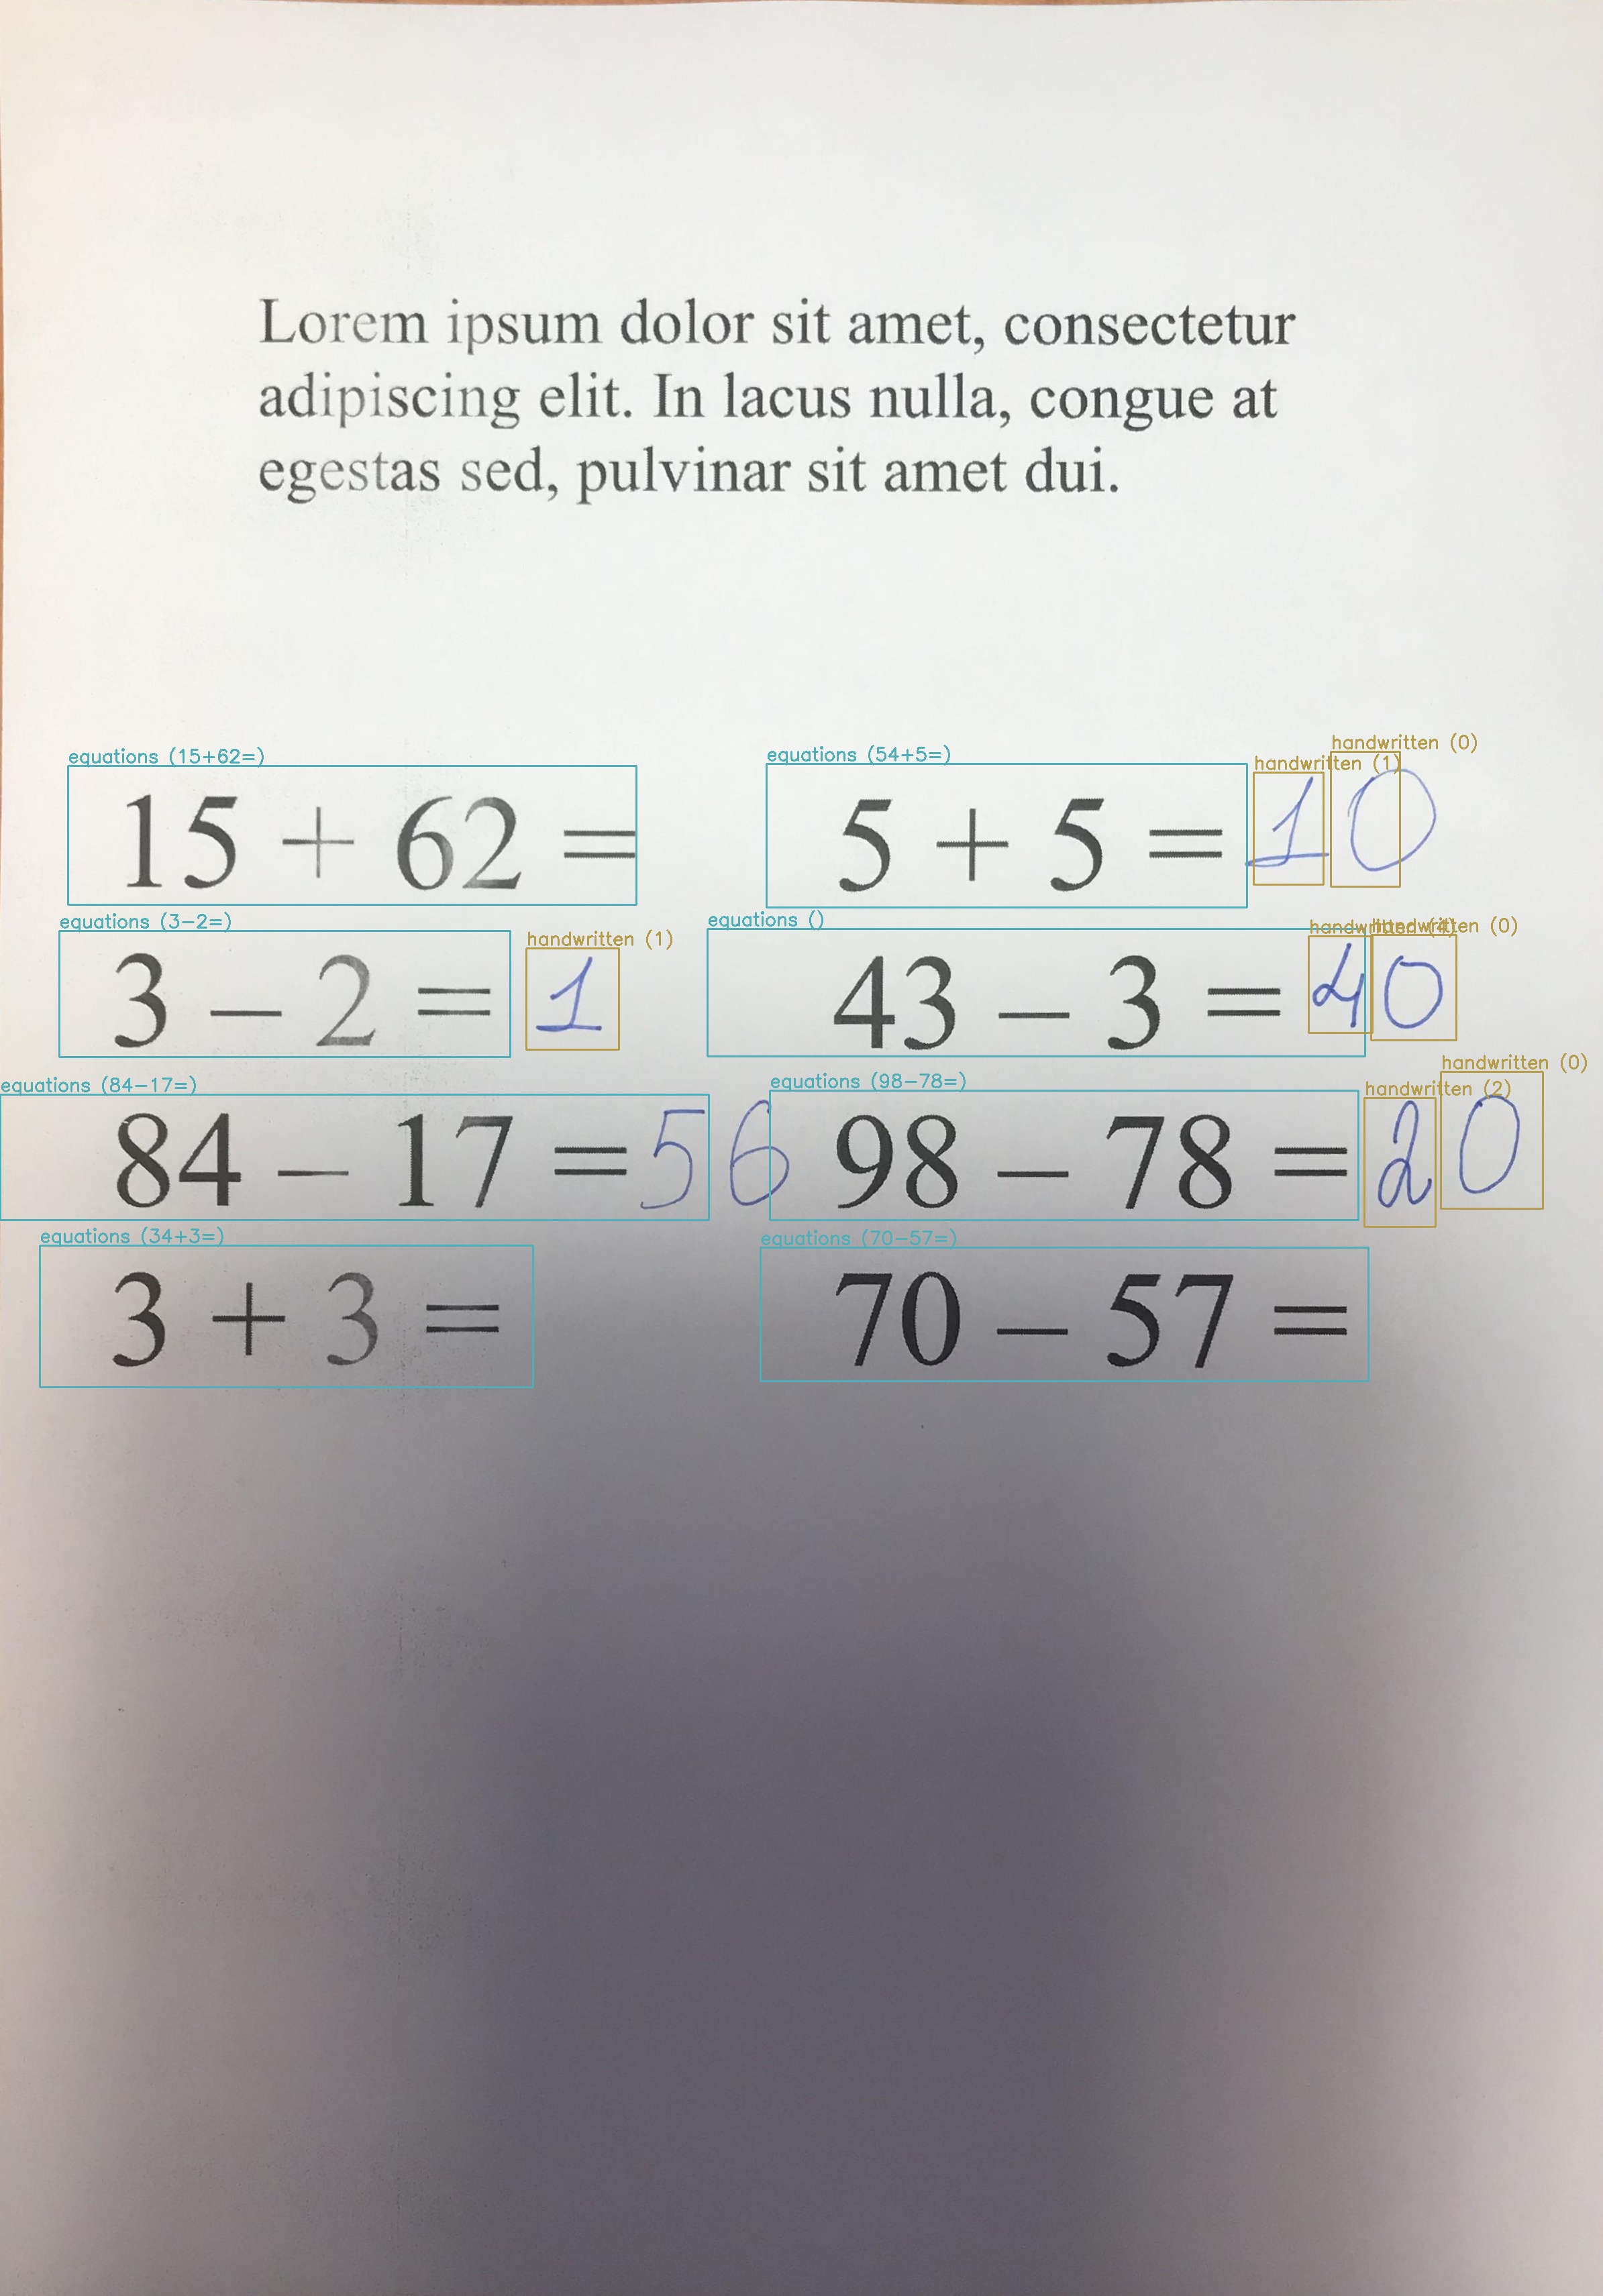 Lorem ipsum dolor sit amet, consectetur
adipiscing elit. In lacus nulla, congue at
egestas sed, pulvinar sit amet dui.
equations (15+62=)
15 + 62 =
equations (54+5=)
handwritten (1)
handwritten (0)
5 + 5 = 10
equations (3-2=)
handwritten (1)
3 – 2 = 1
equations ()
handwritten (4)
handwritten (0)
43 – 3 = 40
equations (84-17=)
84 – 17 = 56
equations (98-78=)
handwritten (2)
handwritten (0)
98 – 78 = 20
equations (34+3=)
3 + 3 =
equations (70-57=)
70 – 57 =